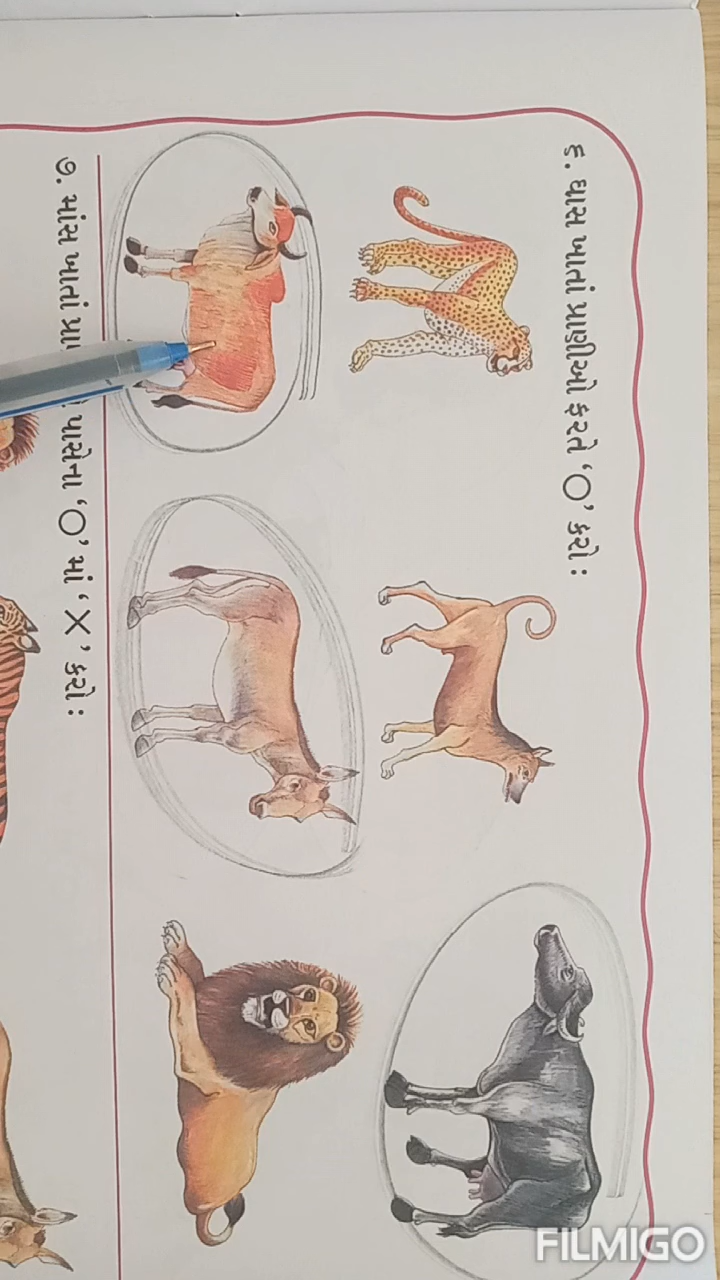 ૬. ઘાસ ખાતાં પ્રાણીઓ ફરતે ‘O’ કરો :
૭. માંસ ખાતાં પાસેના ‘O’ માં ‘X’ કરો :
FILMIGO